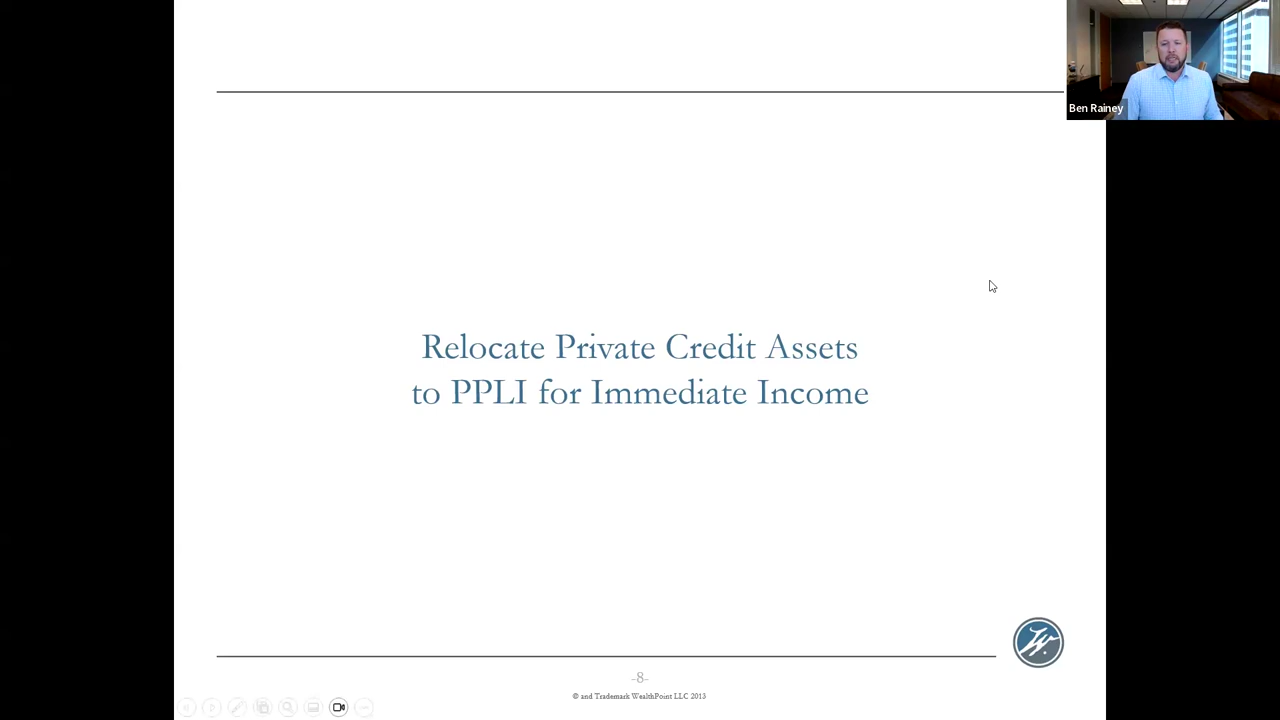 Ben Rainey
Relocate Private Credit Assets
to PPLI for Immediate Income
-8-
© and Trademark WealthPoint LLC 2013